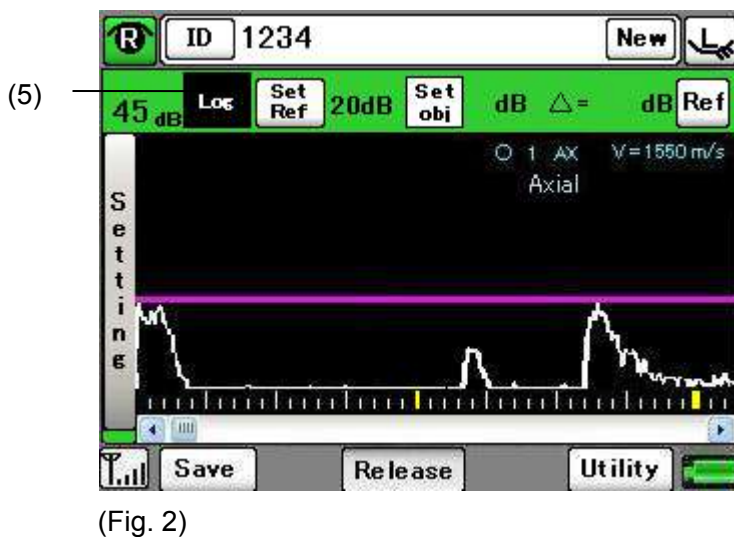 R ID 1234 New
(5)
45 dB Log Set Ref 20dB Set obj dB △= dB Ref
O 1 AX V=1550 m/s
Axial
Setting
Save Release Utility
(Fig. 2)